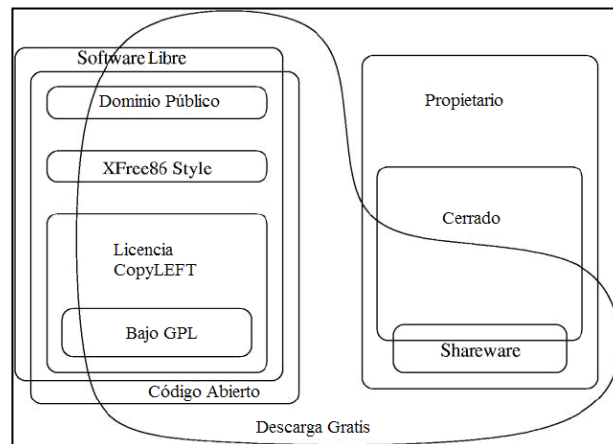 Software Libre
Dominio Público
XFree86 Style
Licencia
CopyLEFT
Bajo GPL
Código Abierto
Propietario
Cerrado
Shareware
Descarga Gratis